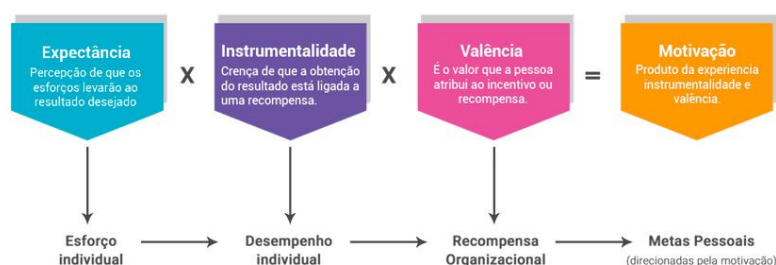 Expectância
Percepção de que os
esforços levarão ao
resultado desejado
X
Instrumentalidade
Crença de que a obtenção
do resultado está ligada a
uma recompensa.
X
Valência
É o valor que a pessoa
atribui ao incentivo ou
recompensa.
=
Motivação
Produto da experiencia
instrumentalidade e
valência.
Esforço
individual
Desempenho
individual
Recompensa
Organizacional
Metas Pessoais
(direcionadas pela motivação)